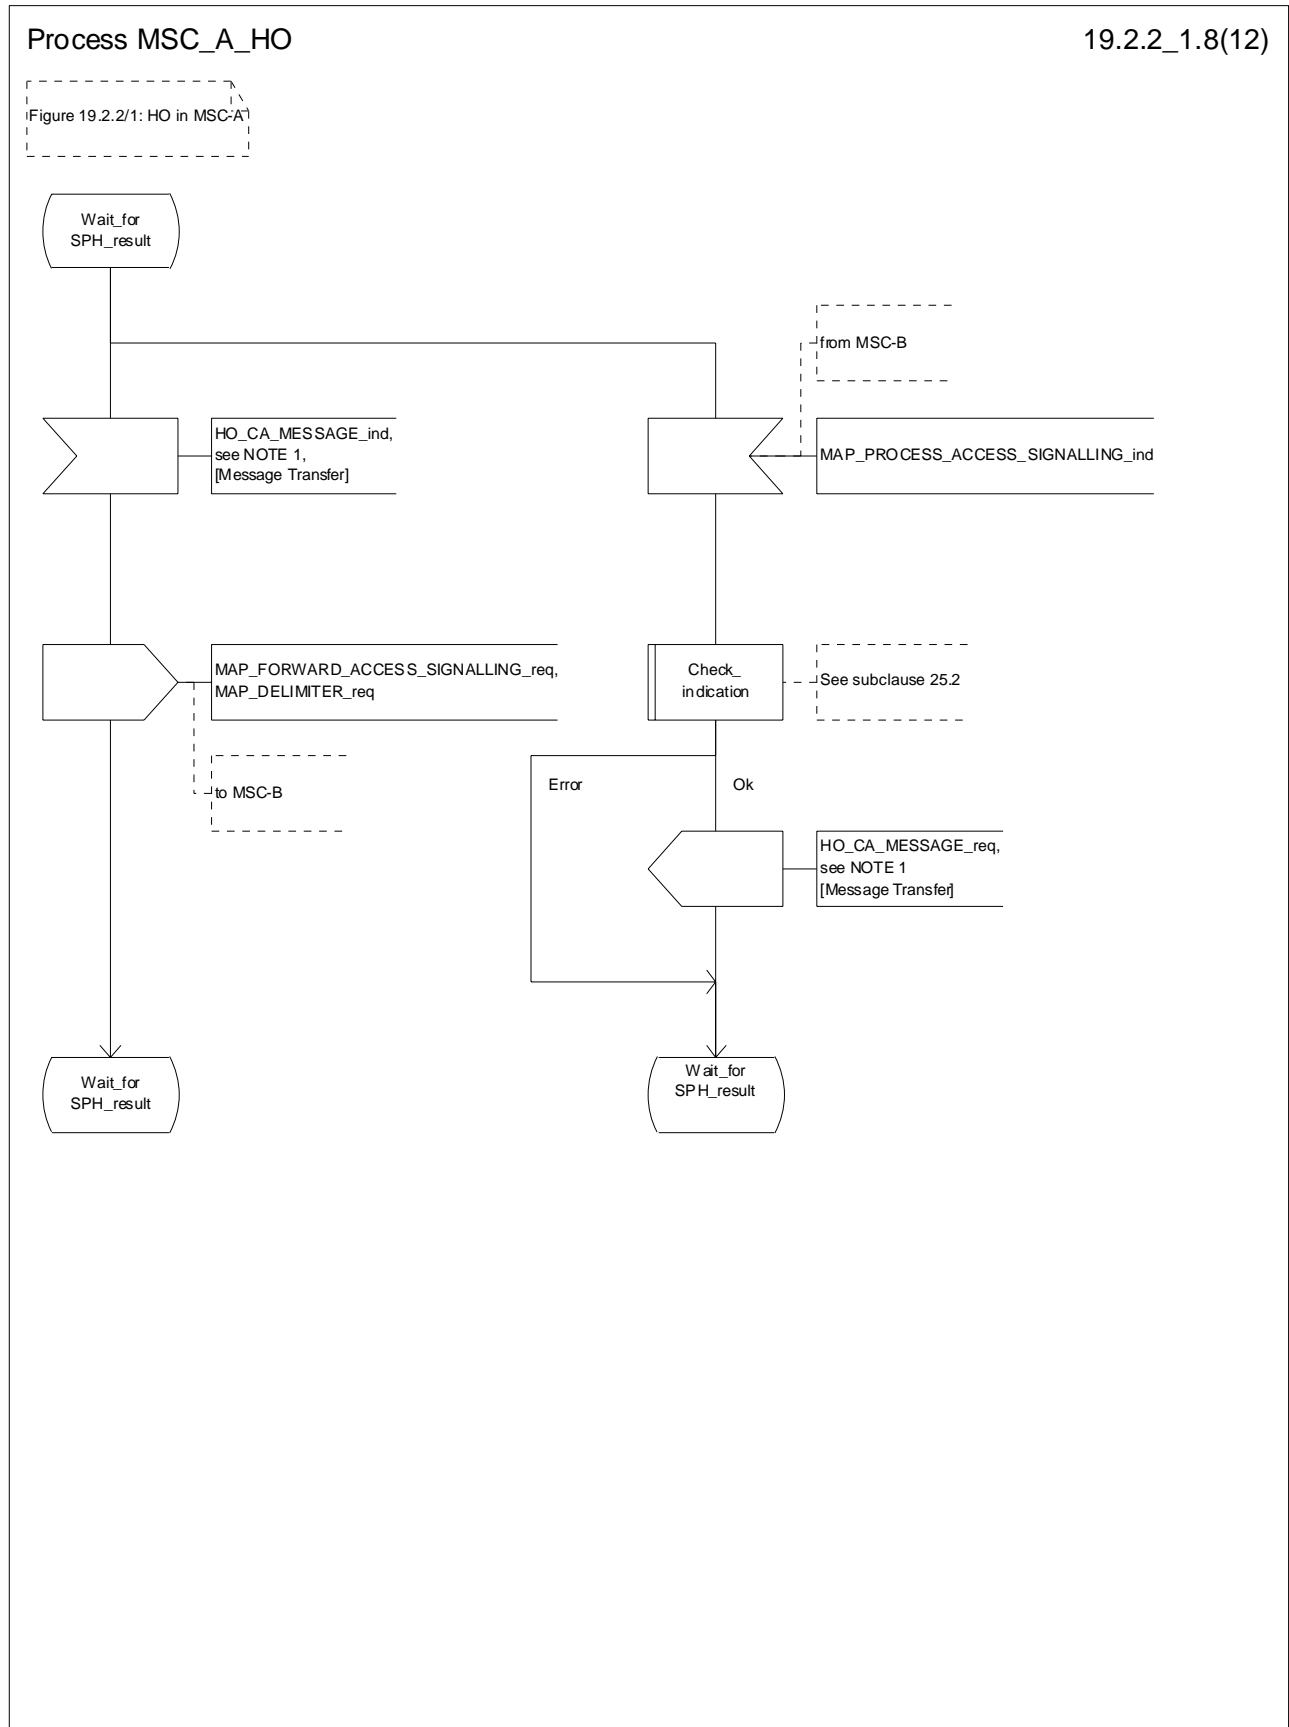 Process MSC_A_HO
19.2.2_1.8(12)
Figure 19.2.2/1: HO in MSC-A
Wait_for
SPH_result
from MSC-B
HO_CA_MESSAGE_ind,
see NOTE 1,
[Message Transfer]
MAP_PROCESS_ACCESS_SIGNALLING_ind
MAP_FORWARD_ACCESS_SIGNALLING_req,
MAP_DELIMITER_req
Check_
indication
See subclause 25.2
to MSC-B
Error
Ok
HO_CA_MESSAGE_req,
see NOTE 1
[Message Transfer]
Wait_for
SPH_result
Wait_for
SPH_result